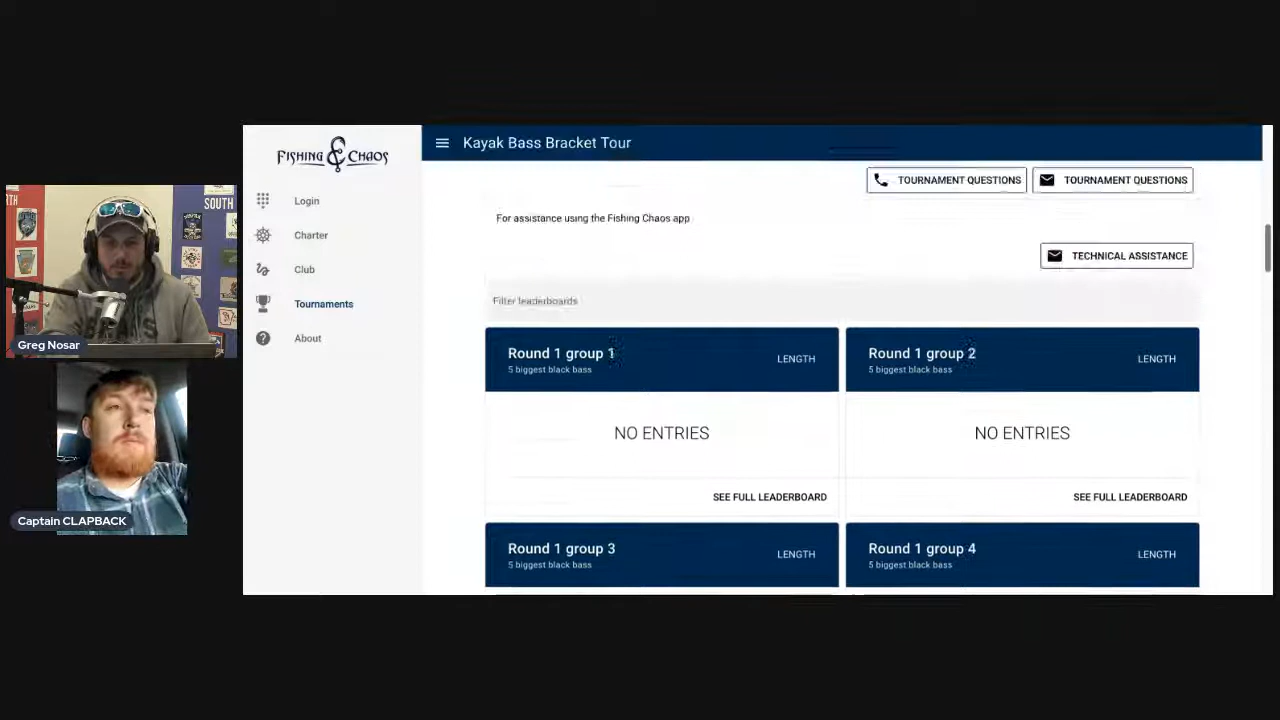 TH
SOUTH
Greg Nosar
Captain CLAPBACK
FISHING & CHAOS
Login
Charter
Club
Tournaments
About
Kayak Bass Bracket Tour
TOURNAMENT QUESTIONS
TOURNAMENT QUESTIONS
For assistance using the Fishing Chaos app
TECHNICAL ASSISTANCE
Filter leaderboards
Round 1 group 1
5 biggest black bass
LENGTH
NO ENTRIES
SEE FULL LEADERBOARD
Round 1 group 2
5 biggest black bass
LENGTH
NO ENTRIES
SEE FULL LEADERBOARD
Round 1 group 3
5 biggest black bass
LENGTH
Round 1 group 4
5 biggest black bass
LENGTH